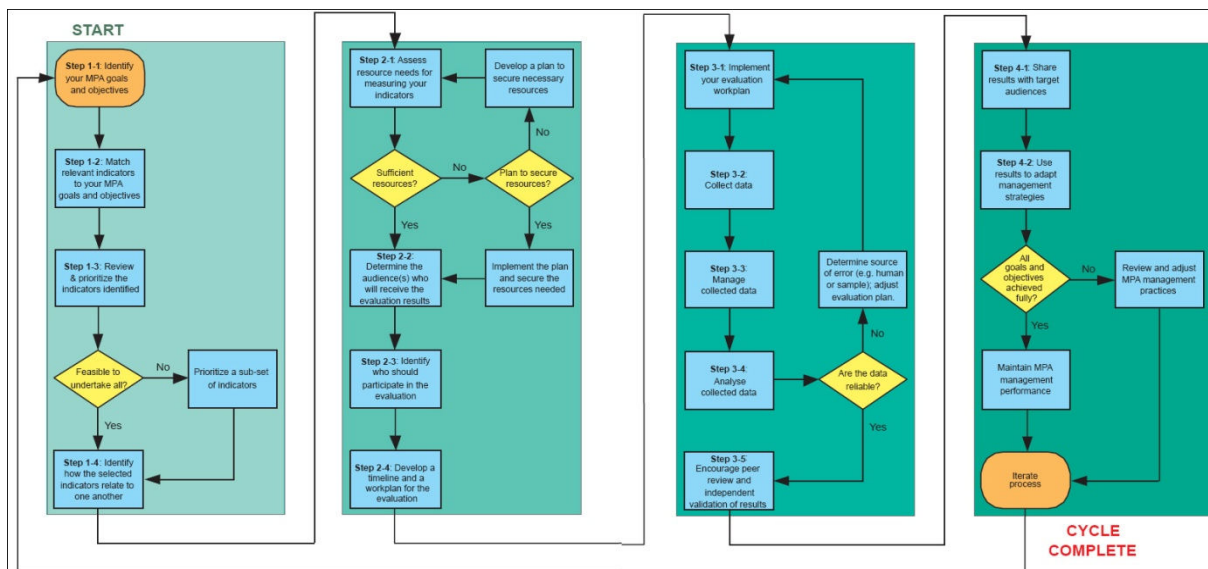 START
Step 1-1: Identify
your MPA goals
and objectives
Step 1-2: Match
relevant indicators
to your MPA
goals and objectives
Step 1-3: Review
& prioritize the
indicators identified
Feasible to
undertake all?
No
Prioritize a sub-set
of indicators
Yes
Step 1-4: Identify
how the selected
indicators relate to
one another
Step 2-1: Assess
resource needs for
measuring your
indicators
Develop a plan to
secure necessary
resources
No
Sufficient
resources?
No
Plan to secure
resources?
Yes
Yes
Step 2-2:
Determine the
audience(s) who
will receive the
evaluation results
Implement the plan
and secure the
resources needed
Step 2-3: Identify
who should
participate in the
evaluation
Step 2-4: Develop a
timeline and a
workplan for the
evaluation
Step 3-1: Implement
your evaluation
workplan
Step 3-2:
Collect data
Step 3-3:
Manage
collected data
Determine source
of error (e.g. human
or sample); adjust
evaluation plan.
No
Step 3-4:
Analyse
collected data
Are the data
reliable?
Yes
Step 3-5:
Encourage peer
review and
independent
validation of results
Step 4-1: Share
results with target
audiences
Step 4-2: Use
results to adapt
management
strategies
All
goals and
objectives
achieved
fully?
No
Review and adjust
MPA management
practices
Yes
Maintain MPA
management
performance
Iterate
process
CYCLE
COMPLETE